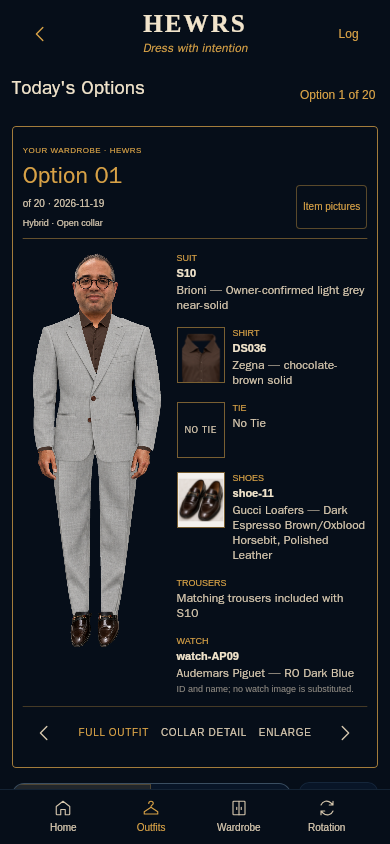 HEWRS
Dress with intention
Log
Today's Options
Option 1 of 20
YOUR WARDROBE · HEWRS
Option 01
of 20 · 2026-11-19
Hybrid · Open collar
Item pictures
SUIT
S10
Brioni — Owner-confirmed light grey
near-solid
SHIRT
DS036
Zegna — chocolate-
brown solid
NO TIE
TIE
No Tie
SHOES
shoe-11
Gucci Loafers — Dark
Espresso Brown/Oxblood
Horsebit, Polished
Leather
TROUSERS
Matching trousers included with
S10
WATCH
watch-AP09
Audemars Piguet — RO Dark Blue
ID and name; no watch image is substituted.
FULL OUTFIT COLLAR DETAIL ENLARGE
Home Outfits Wardrobe Rotation